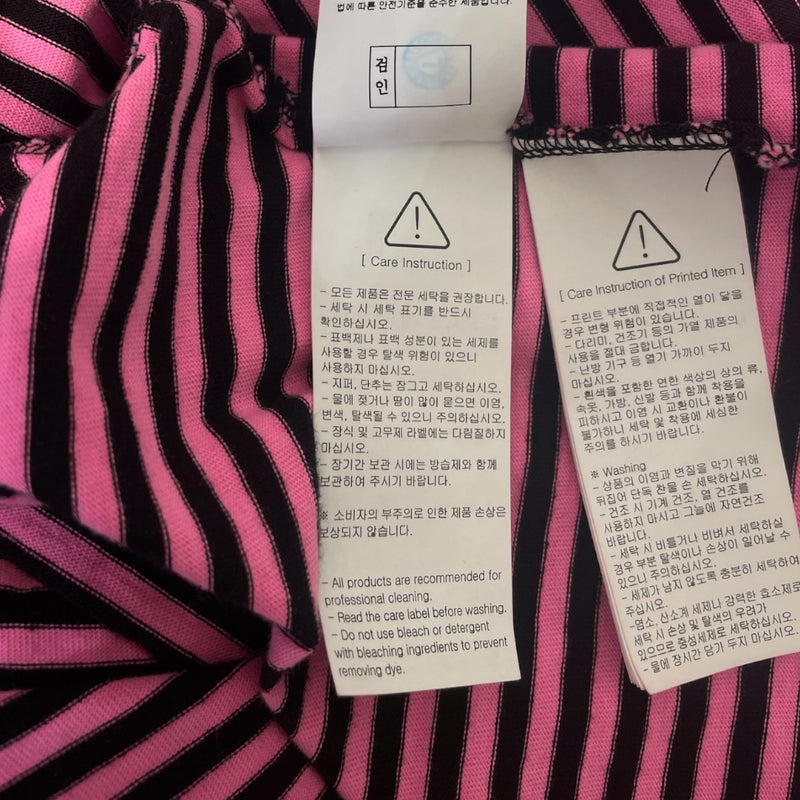 법에 따른 안전기준을 준수한 제품입니다.
검
인
[ Care Instruction ]
- 모든 제품은 전문 세탁을 권장합니다.
- 세탁 시 세탁 표기를 반드시
확인하십시오.
- 표백제나 표백 성분이 있는 세제를
사용할 경우 탈색 위험이 있으니
사용하지 마십시오.
- 지퍼, 단추는 잠그고 세탁하십시오.
- 물에 젖거나 땀이 많이 묻으면 이염,
변색, 탈색될 수 있으니 주의하십시오.
- 장식 및 고무제 라벨에는 다림질하지
마십시오.
- 장기간 보관 시에는 방습제와 함께
보관하여 주시기 바랍니다.
※ 소비자의 부주의로 인한 제품 손상은
보상되지 않습니다.
- All products are recommended for
professional cleaning.
- Read the care label before washing.
- Do not use bleach or detergent
with bleaching ingredients to prevent
removing dye.
[ Care Instruction of Printed Item ]
- 프린트 부분에 직접적인 열이 닿을
경우 변형 위험이 있습니다.
- 다리미, 건조기 등의 가열 제품의
사용을 절대 금합니다.
- 난방 기구 등 열기 가까이 두지
마십시오.
- 흰색을 포함한 연한 색상의 상의 류,
속옷, 가방, 신발 등과 함께 착용을
피하시고 이염 시 교환이나 환불이
불가하니 세탁 및 착용에 세심한
주의를 하시기 바랍니다.
※ Washing
- 상품의 이염과 변질을 막기 위해
뒤집어 단독 찬물 손 세탁하십시오.
- 건조 시 기계 건조, 열 건조를
사용하지 마시고 그늘에 자연건조
바랍니다.
- 세탁 시 비틀거나 비벼서 세탁하실
경우 부분 탈색이나 손상이 일어날 수
있으니 주의하십시오.
- 세제가 남지 않도록 충분히 세탁하여
주십시오.
- 염소, 산소계 세제나 강력한 효소제로
세탁 시 손상 및 탈색의 우려가
있으므로 중성세제로 세탁하십시오.
- 물에 장시간 담가 두지 마십시오.